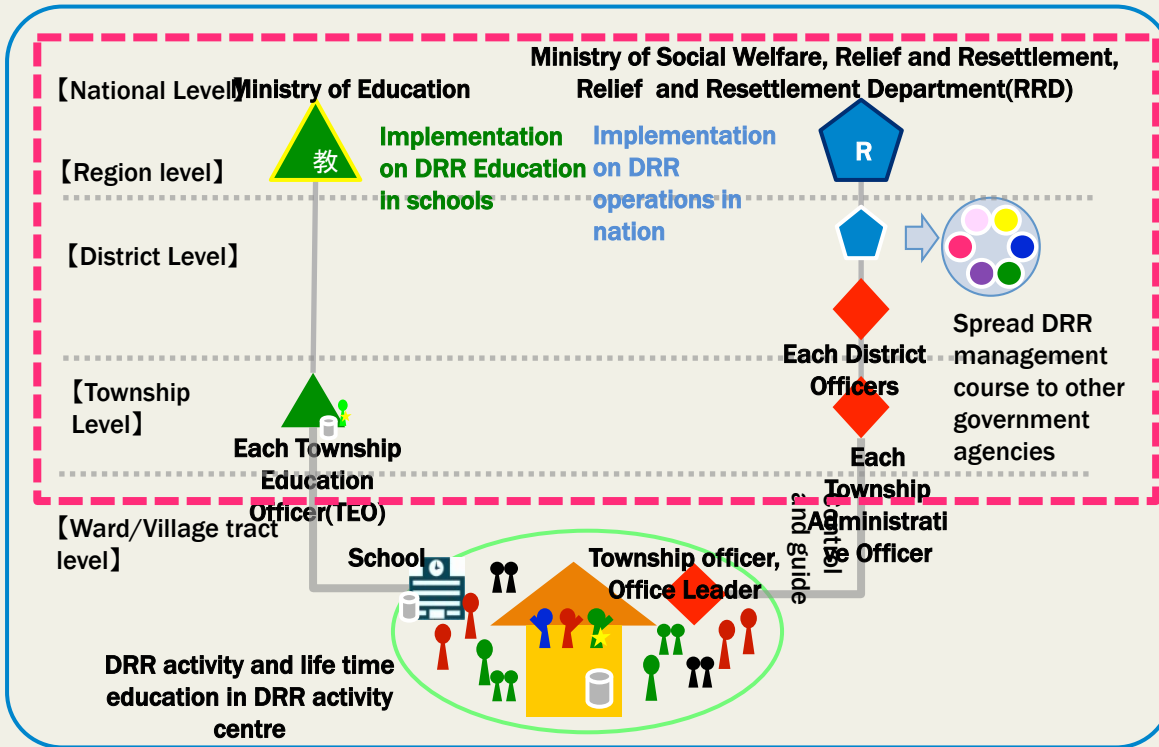 【National Level】
Ministry of Education
Ministry of Social Welfare, Relief and Resettlement,
Relief and Resettlement Department(RRD)
教
Implementation
on DRR Education
in schools
Implementation
on DRR
operations in
nation
R
【Region level】
【District Level】
Each District
Officers
Spread DRR
management
course to other
government
agencies
【Township
Level】
Each Township
Education
Officer(TEO)
Each
Township
Administrati
ve Officer
Control
and guide
【Ward/Village tract
level】
School
Township officer,
Office Leader
DRR activity and life time
education in DRR activity
centre